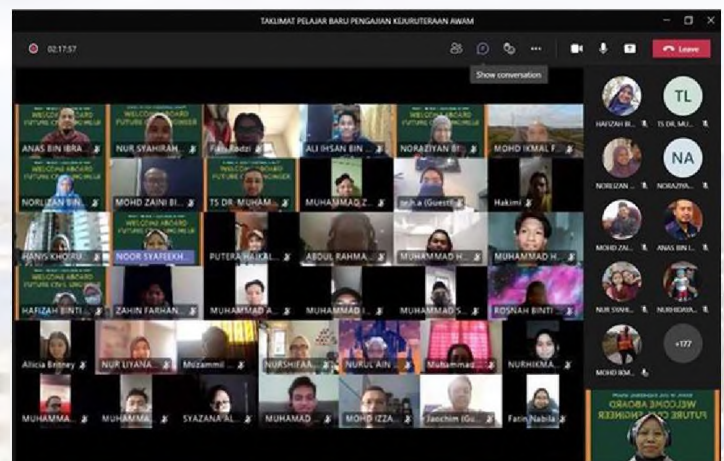 TAKLIMAT PELAJAR BARU PENGAJIAN KEJURUTERAAN AWAM
02:17:57
Leave
Show conversation
ANAS BIN IBRA...
NUR SYAHIRAH...
Radzi
ALI IHSAN BIN ...
NORAZIYAN BI...
MOHD IKMAL F...
NORLIZAN BIN...
MOHD ZAINI BI...
TS DR. MUHAM...
MUHAMMAD Z...
(Guest)
Hakimi
HANIS KHOIRU...
NOOR SYAFEEKH...
PUTERA HAIKAL...
ABDUL RAHMA...
MUHAMMAD H...
MUHAMMAD H...
HAFIZAH BINTI ...
ZAHIN FARHAN...
MUHAMMAD A...
MUHAMMAD I...
MUHAMMAD S...
ROSNAH BINTI ...
Allicia Britney
NUR LIYANA...
Muzammil ...
NURSHIFAA...
NURUL AIN ...
Muhammad ...
NURHIKMA...
MUHAMMA...
MUHAMMA...
SYAZANA AL...
MUHAMAD ...
MOHD IZZA...
Jaochim (Gu...
Fatin Nabila
TL
HAFIZAH BI...
TS DR. MU...
NA
NORLIZAN ...
NORAZIYA...
MOHD ZAI...
ANAS BIN I...
NUR SYAHI...
NURHIDAYA...
+177
MOHD IKM...
WELCOME ABOARD
FUTURE CIVIL ENGINEER